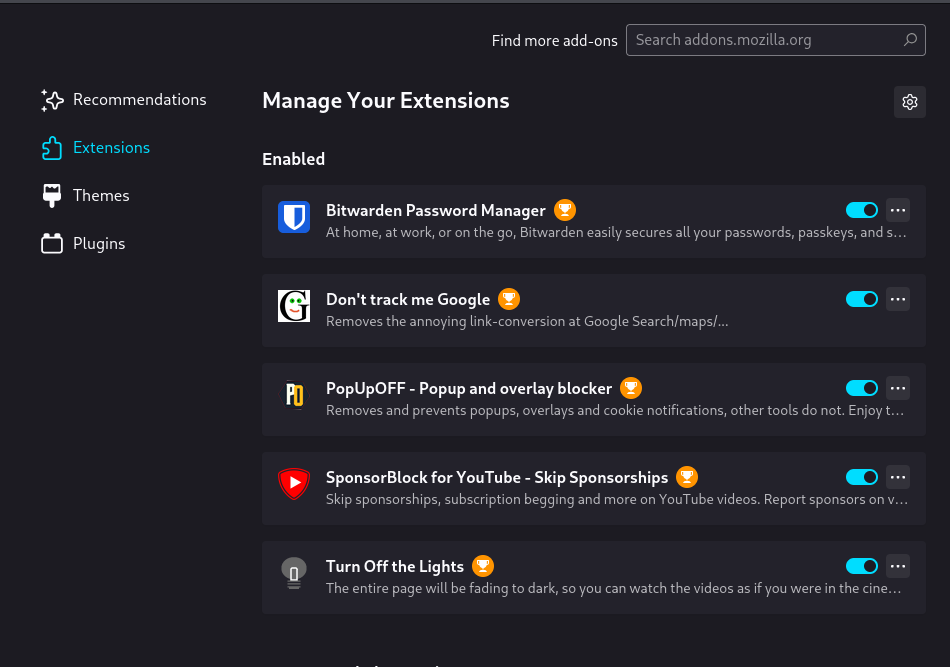 Find more add-ons
Search addons.mozilla.org
Recommendations
Extensions
Themes
Plugins
Manage Your Extensions
Enabled
Bitwarden Password Manager
At home, at work, or on the go, Bitwarden easily secures all your passwords, passkeys, and s…
Don't track me Google
Removes the annoying link-conversion at Google Search/maps/…
PopUpOFF - Popup and overlay blocker
Removes and prevents popups, overlays and cookie notifications, other tools do not. Enjoy t…
SponsorBlock for YouTube - Skip Sponsorships
Skip sponsorships, subscription begging and more on YouTube videos. Report sponsors on v…
Turn Off the Lights
The entire page will be fading to dark, so you can watch the videos as if you were in the cine…